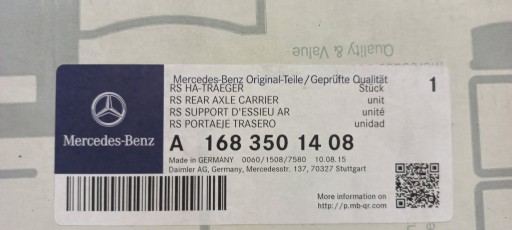 Quality & Value
Mercedes-Benz Original-Teile/Geprüfte Qualität
RS HA-TRAEGER Stück 1
RS REAR AXLE CARRIER unit
RS SUPPORT D'ESSIEU AR unité
RS PORTAEJE TRASERO unidad
Mercedes-Benz
A 168 350 14 08
Made in GERMANY 0060/1508/7580 10.08.15
Daimler AG, Germany, Mercedesstr. 137, 70327 Stuttgart
More information on
http://p.mb-qr.com